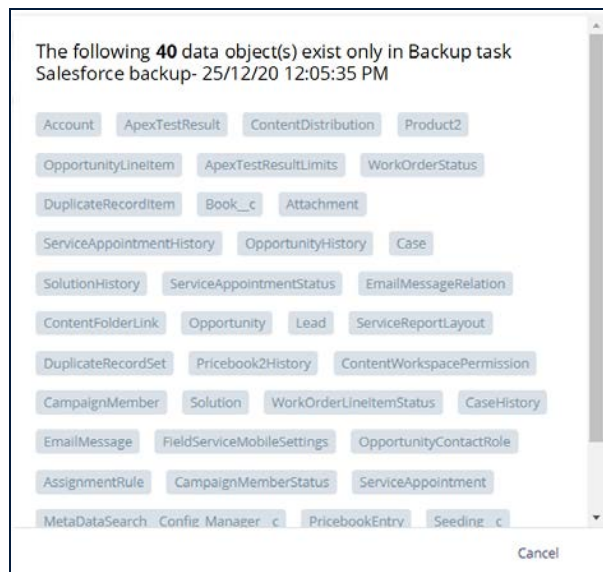 The following 40 data object(s) exist only in Backup task
Salesforce backup- 25/12/20 12:05:35 PM
Account ApexTestResult ContentDistribution Product2
OpportunityLineItem ApexTestResultLimits WorkOrderStatus
DuplicateRecordItem Book__c Attachment
ServiceAppointmentHistory OpportunityHistory Case
SolutionHistory ServiceAppointmentStatus EmailMessageRelation
ContentFolderLink Opportunity Lead ServiceReportLayout
DuplicateRecordSet Pricebook2History ContentWorkspacePermission
CampaignMember Solution WorkOrderLineItemStatus CaseHistory
EmailMessage FieldServiceMobileSettings OpportunityContactRole
AssignmentRule CampaignMemberStatus ServiceAppointment
MetaDataSearch__Config_Manager__c PricebookEntry Seeding__c
Cancel